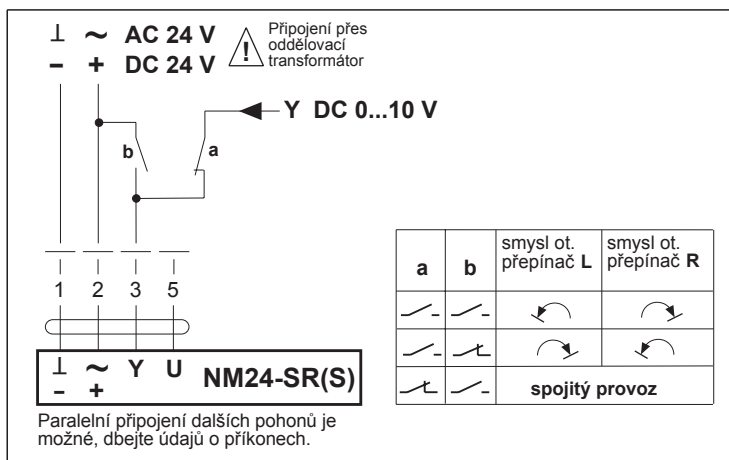 ⊥ ~ AC 24 V
– + DC 24 V
!
Připojení přes
oddělovací
transformátor
Y DC 0...10 V
b
a
1 2 3 5
⊥ ~ Y U
– +
NM24-SR(S)
Paralelní připojení dalších pohonů je
možné, dbejte údajů o příkonech.
a
b
smysl ot.
přepínač L
smysl ot.
přepínač R
spojitý provoz